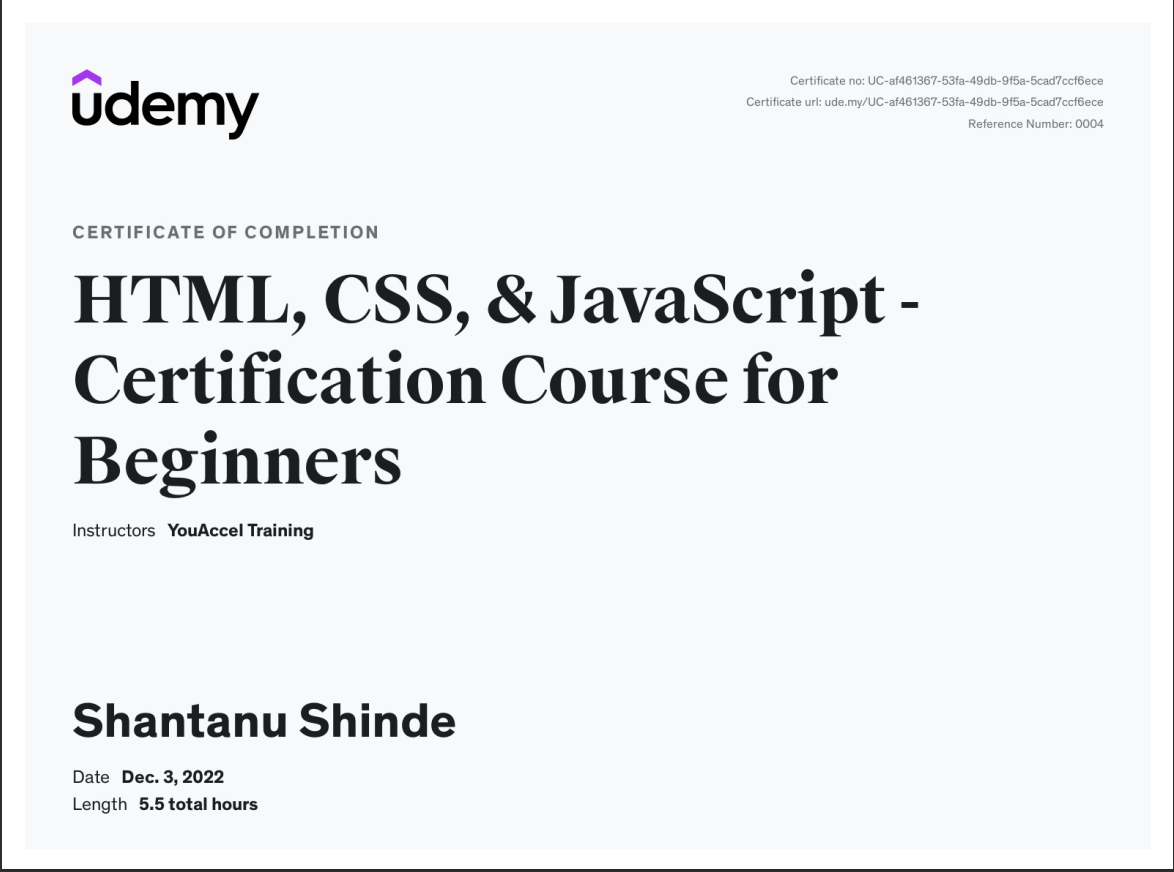 udemy
Certificate no: UC-af461367-53fa-49db-9f5a-5cad7ccf6ece
Certificate url: ude.my/UC-af461367-53fa-49db-9f5a-5cad7ccf6ece
Reference Number: 0004
CERTIFICATE OF COMPLETION
HTML, CSS, & JavaScript -
Certification Course for
Beginners
Instructors YouAccel Training
Shantanu Shinde
Date Dec. 3, 2022
Length 5.5 total hours